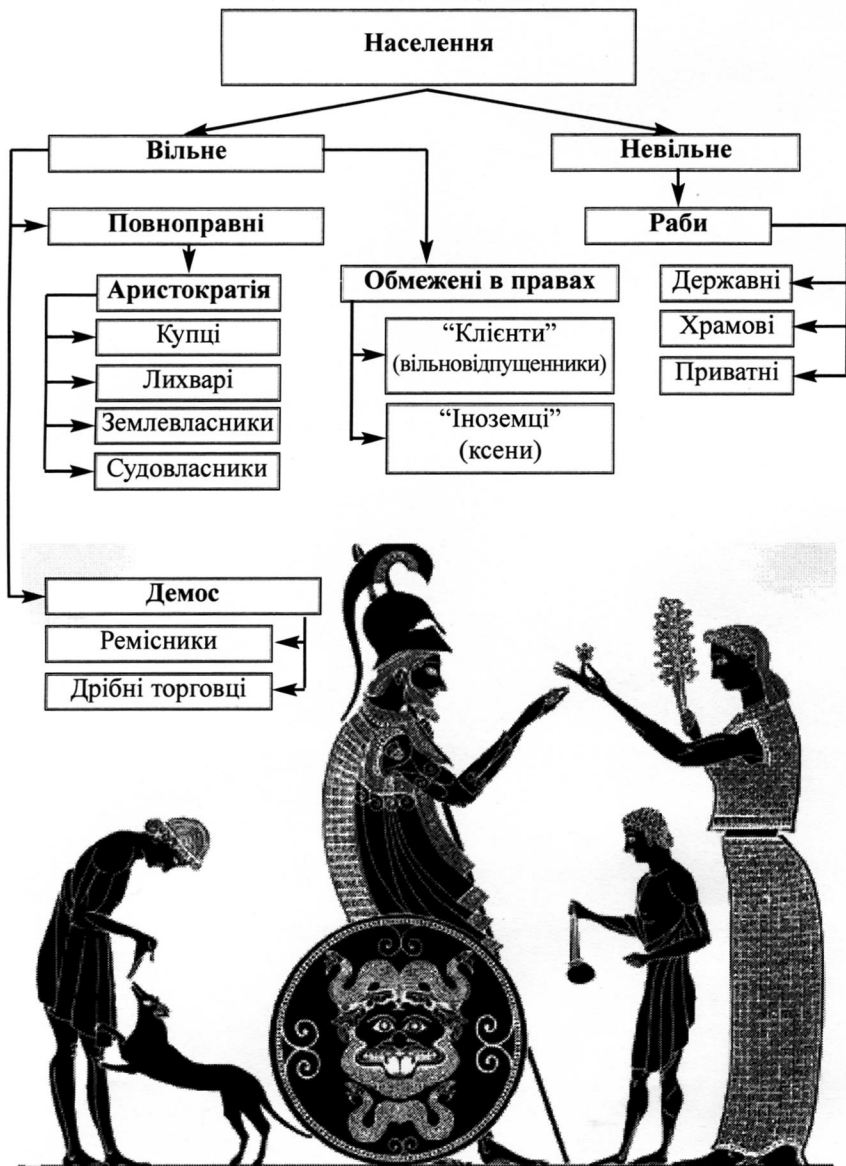 Населення
Вільне
Невільне
Повноправні
Раби
Аристократія
Обмежені в правах
Державні
Купці
“Клієнти”
(вільновідпущенники)
Храмові
Лихварі
Приватні
Землевласники
“Іноземці”
(ксени)
Судовласники
Демос
Ремісники
Дрібні торговці